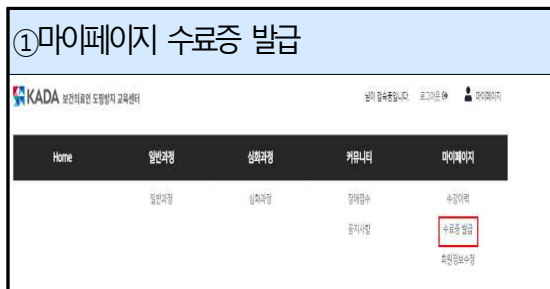 ①마이페이지 수료증 발급
KADA 보건의료인 도핑방지 교육센터
님이 접속중입니다. 로그아웃 마이페이지
Home 일반과정 심화과정 커뮤니티 마이페이지
일반과정 심화과정 장애접수 수강이력
공지사항 수료증 발급
회원정보수정